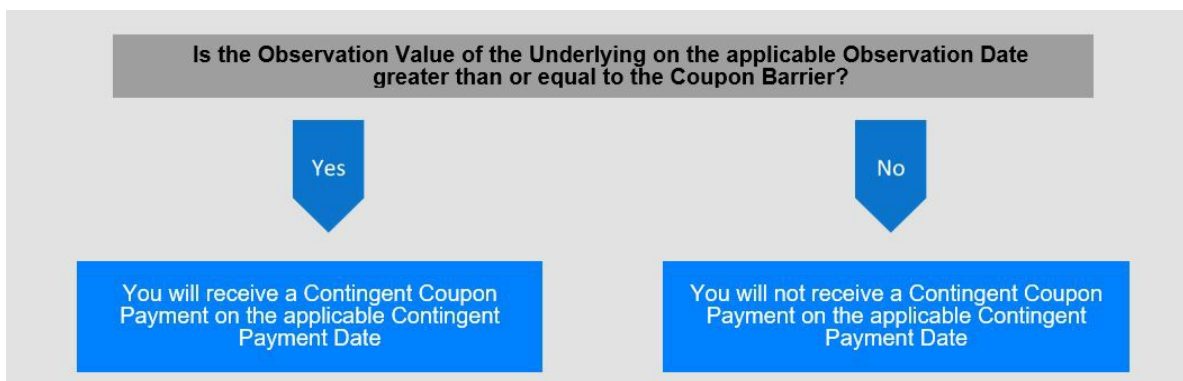 Is the Observation Value of the Underlying on the applicable Observation Date
greater than or equal to the Coupon Barrier?
Yes
No
You will receive a Contingent Coupon
Payment on the applicable Contingent
Payment Date
You will not receive a Contingent Coupon
Payment on the applicable Contingent
Payment Date